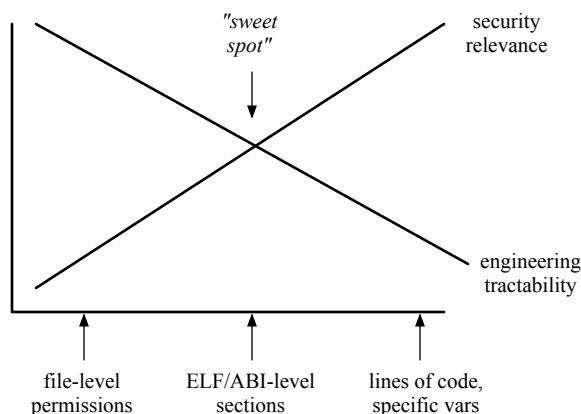 "sweet
spot"
security
relevance
engineering
tractability
file-level
permissions
ELF/ABI-level
sections
lines of code,
specific vars